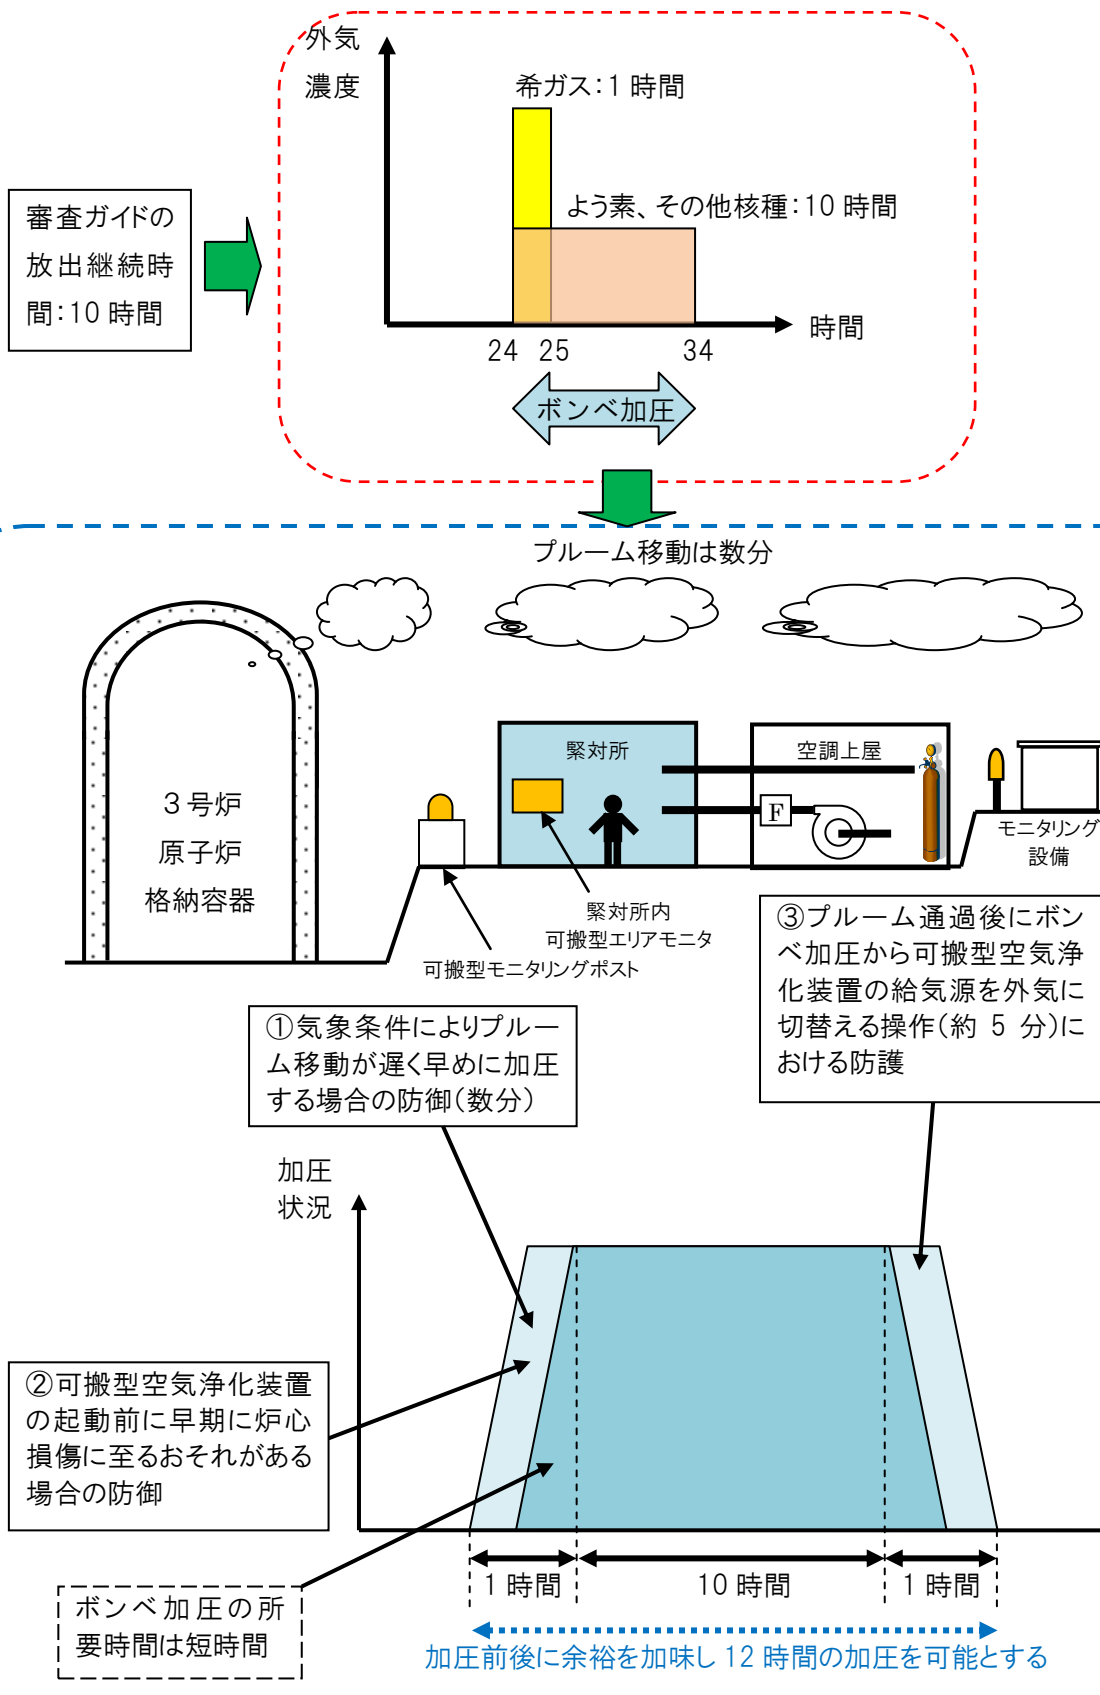 外気
濃度
希ガス：1 時間
よう素、その他核種：10 時間
審査ガイドの
放出継続時
間：10 時間
時間
24 25 34
ボンベ加圧
プルーム移動は数分
緊対所
空調上屋
F
３号炉
原子炉
格納容器
モニタリング
設備
緊対所内
可搬型エリアモニタ
可搬型モニタリングポスト
③プルーム通過後にボン
ベ加圧から可搬型空気浄
化装置の給気源を外気に
切替える操作（約 5 分）に
おける防護
①気象条件によりプルー
ム移動が遅く早めに加圧
する場合の防御（数分）
加圧
状況
②可搬型空気浄化装置
の起動前に早期に炉心
損傷に至るおそれがある
場合の防御
1 時間
10 時間
1 時間
ボンベ加圧の所
要時間は短時間
加圧前後に余裕を加味し 12 時間の加圧を可能とする